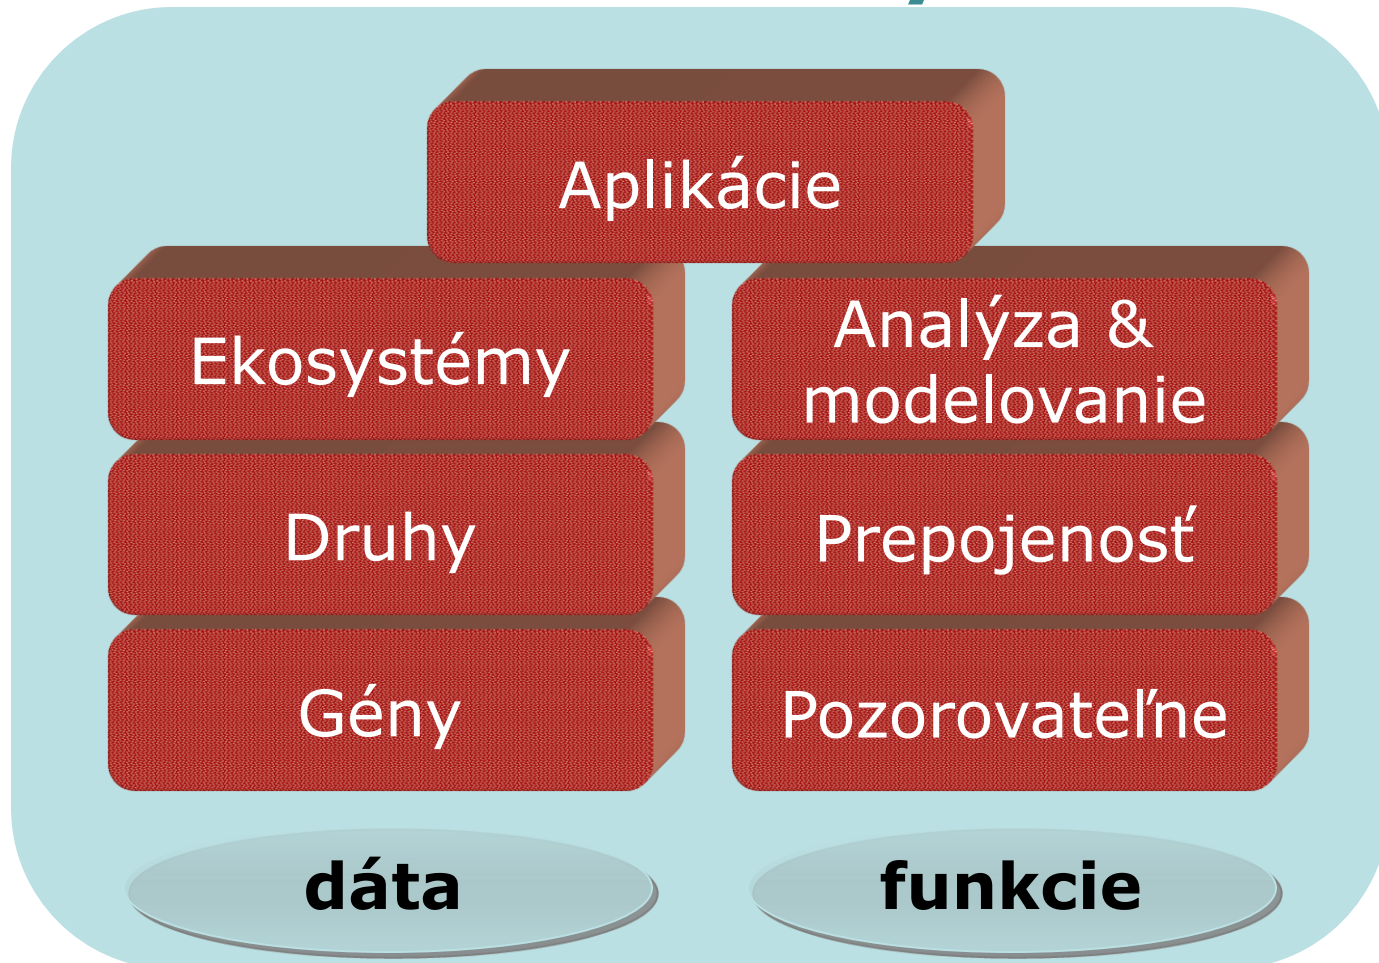 Aplikácie
Ekosystémy
Analýza &
modelovanie
Druhy
Prepojenosť
Gény
Pozorovateľne
dáta
funkcie